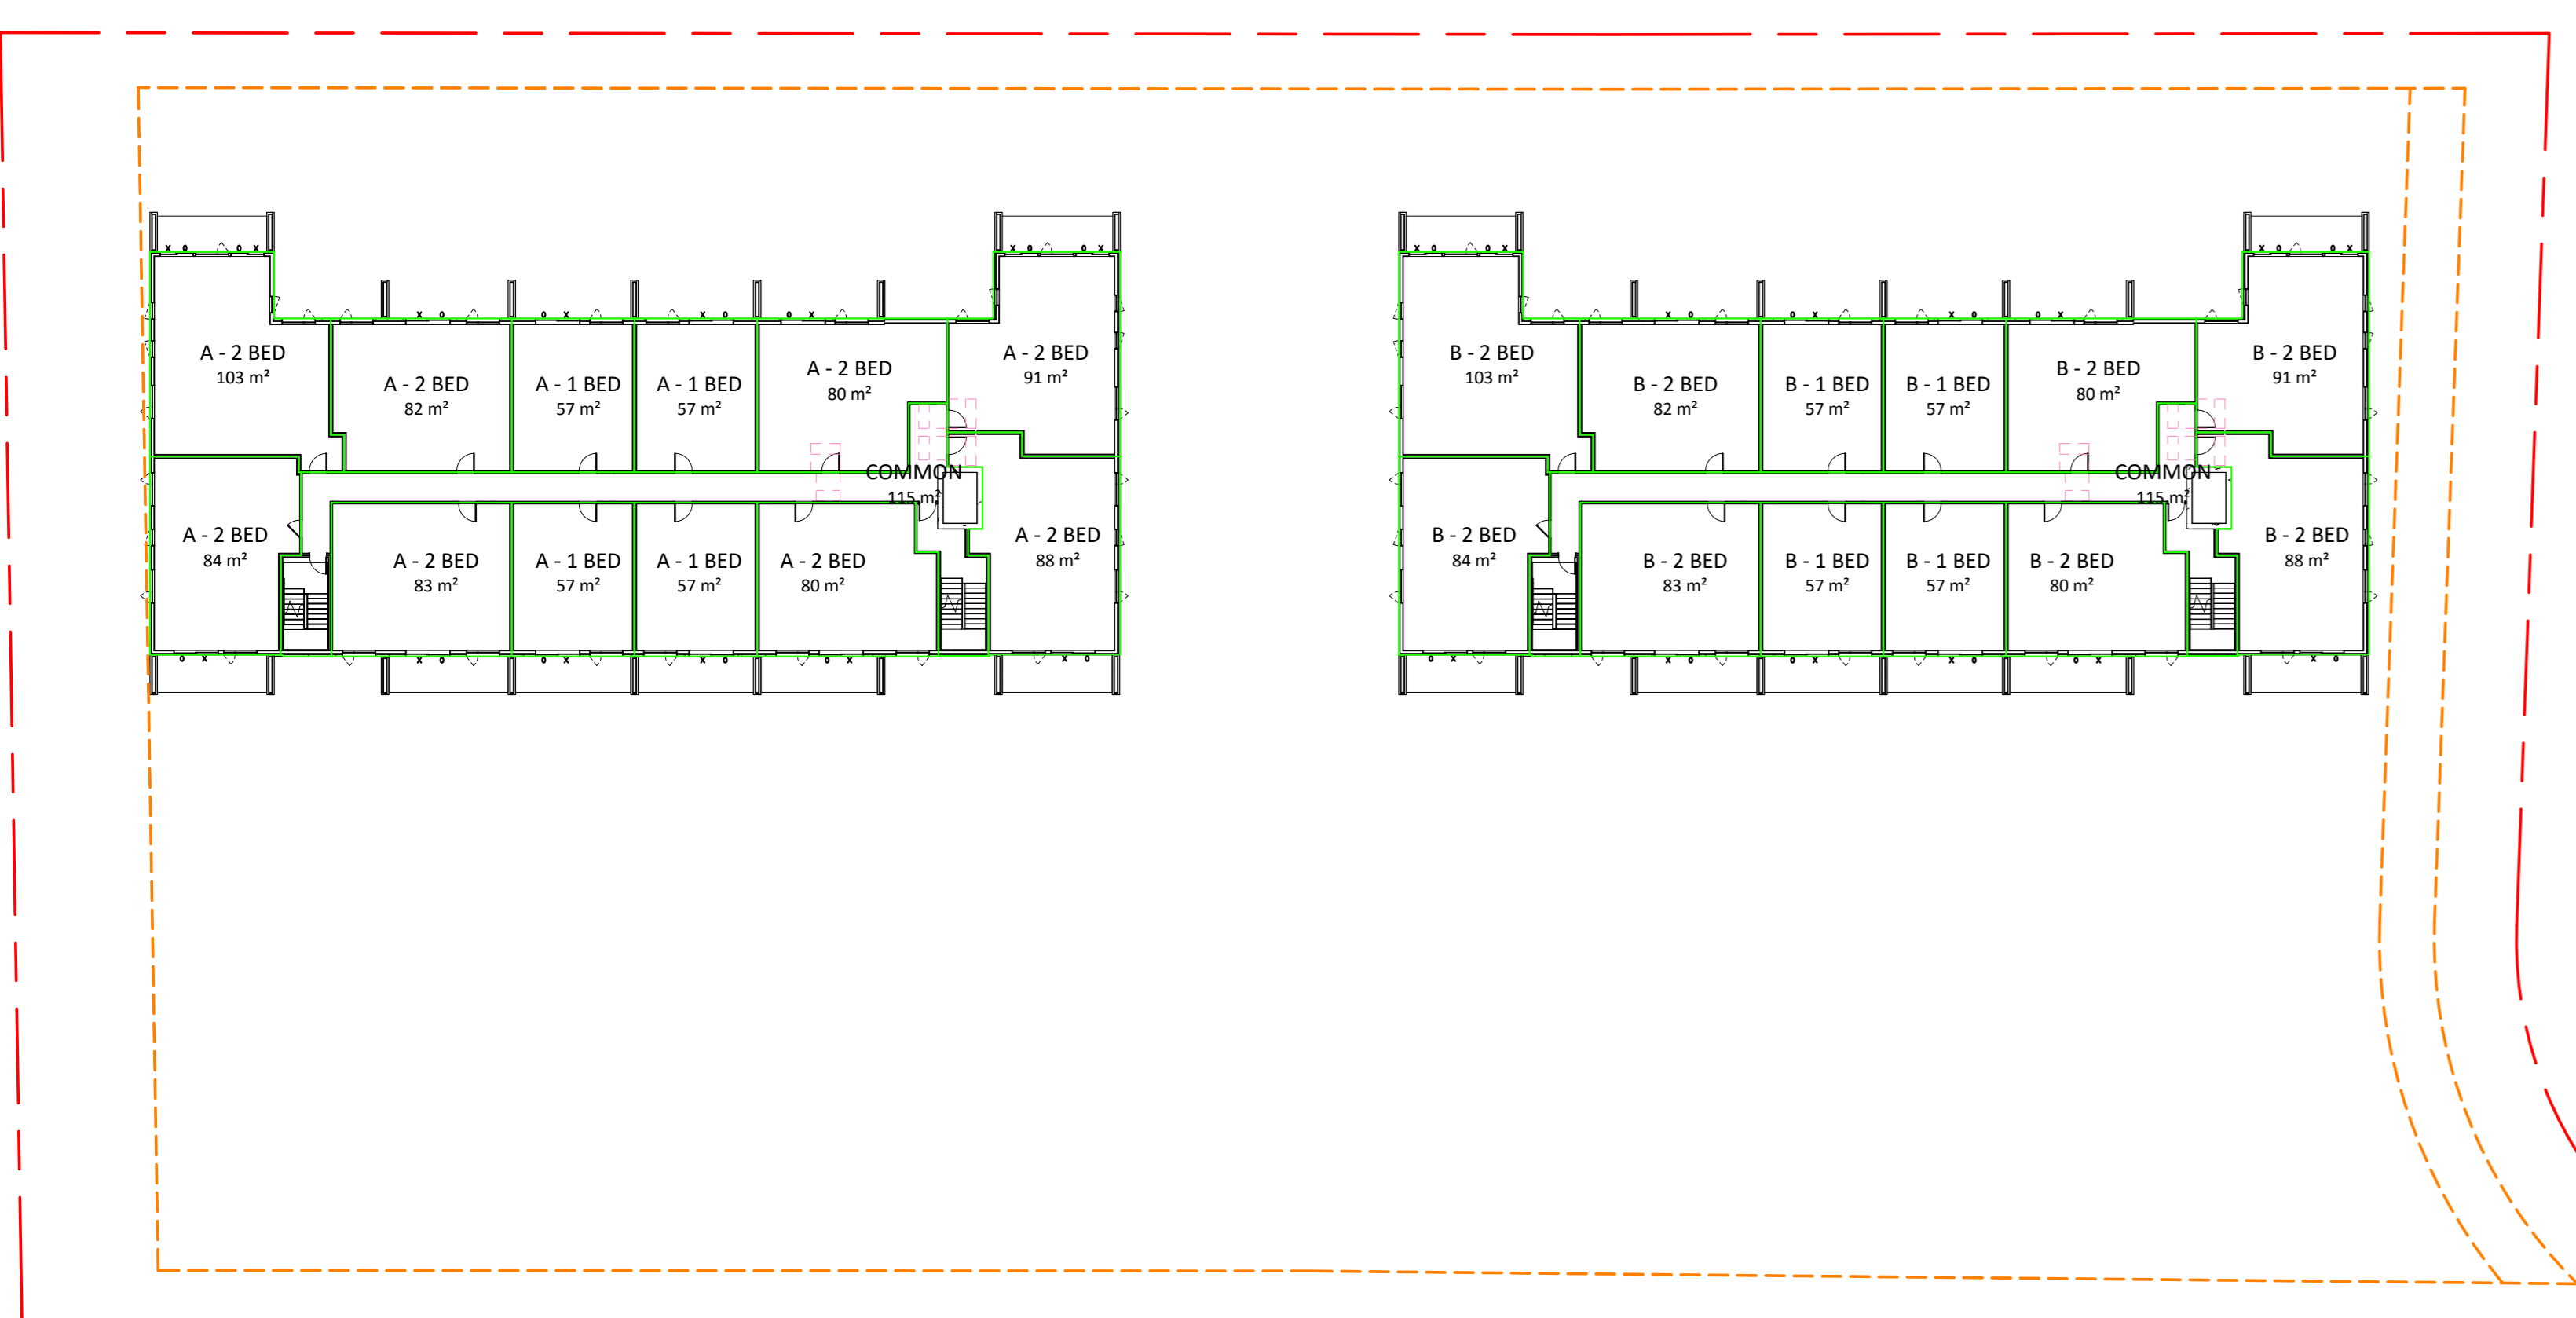 A - 2 BED
103 m²
A - 2 BED
82 m²
A - 1 BED
57 m²
A - 1 BED
57 m²
A - 2 BED
80 m²
A - 2 BED
91 m²
COMMON
115 m²
A - 2 BED
84 m²
A - 2 BED
83 m²
A - 1 BED
57 m²
A - 1 BED
57 m²
A - 2 BED
80 m²
A - 2 BED
88 m²
B - 2 BED
103 m²
B - 2 BED
82 m²
B - 1 BED
57 m²
B - 1 BED
57 m²
B - 2 BED
80 m²
B - 2 BED
91 m²
COMMON
115 m²
B - 2 BED
84 m²
B - 2 BED
83 m²
B - 1 BED
57 m²
B - 1 BED
57 m²
B - 2 BED
80 m²
B - 2 BED
88 m²